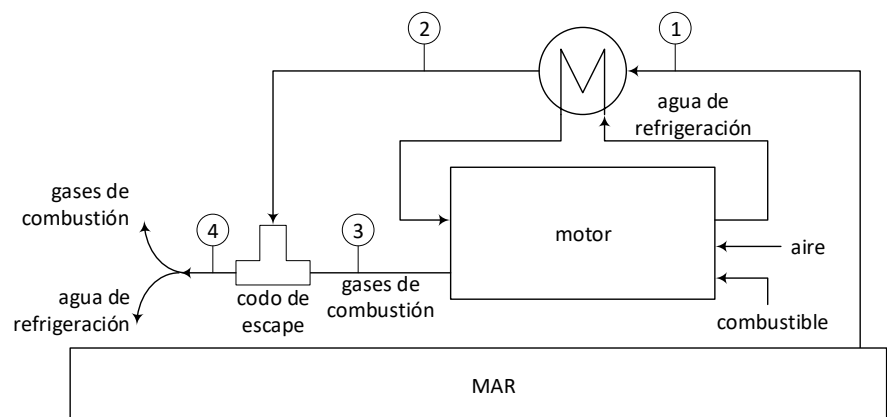 2
1
agua de
refrigeración
gases de
combustión
4
3
motor
aire
agua de
refrigeración
codo de
escape
gases de
combustión
combustible
MAR